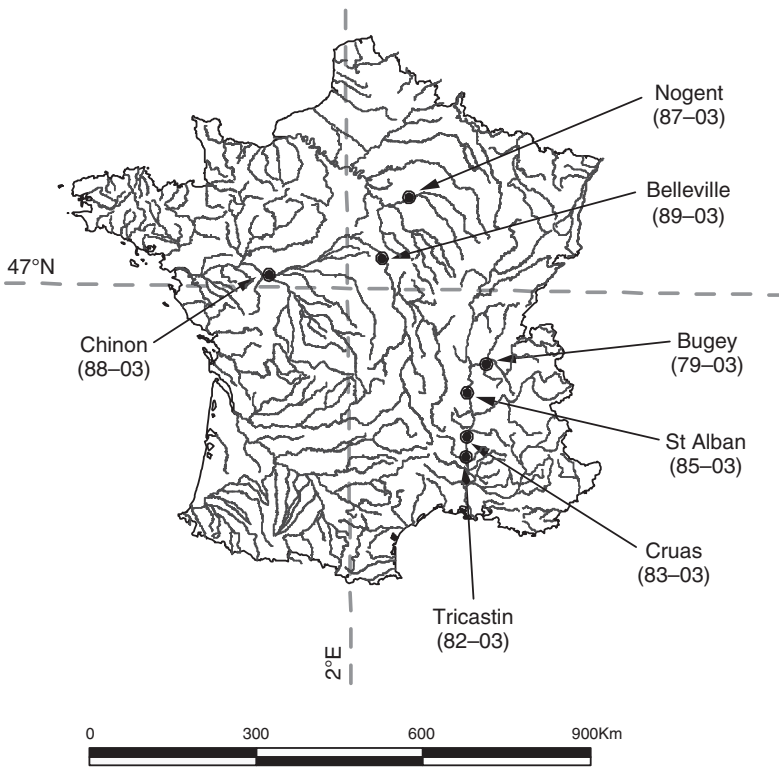 Nogent
(87–03)
Belleville
(89–03)
47°N
Chinon
(88–03)
Bugey
(79–03)
St Alban
(85–03)
Cruas
(83–03)
Tricastin
(82–03)
2°E
0 300 600 900Km